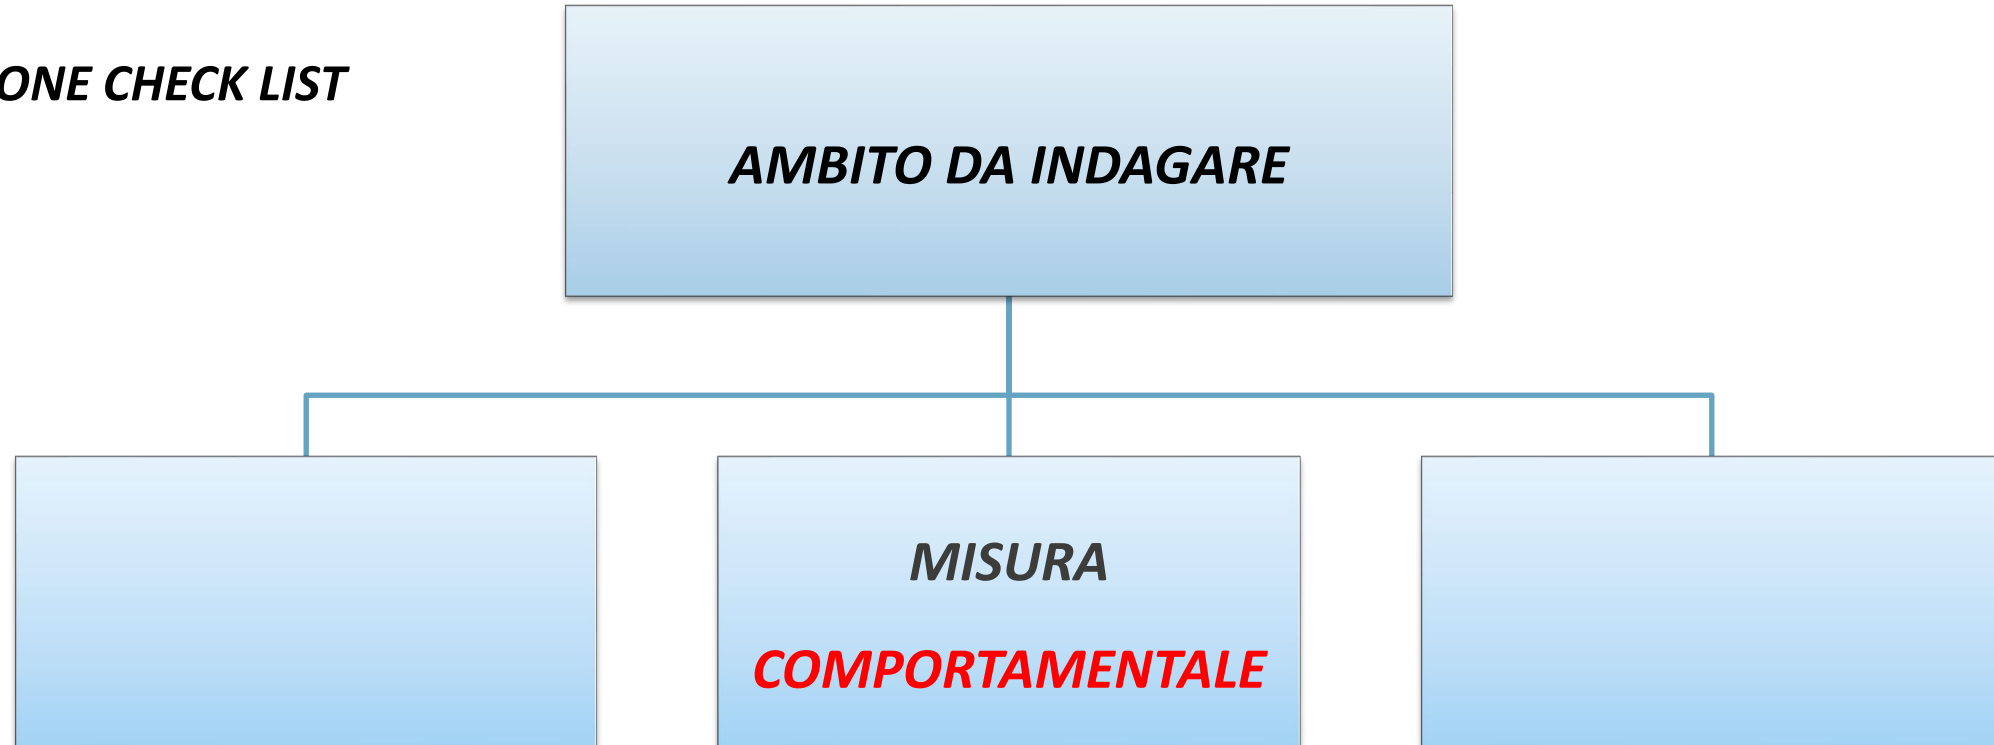 ONE CHECK LIST
AMBITO DA INDAGARE
MISURA
COMPORTAMENTALE